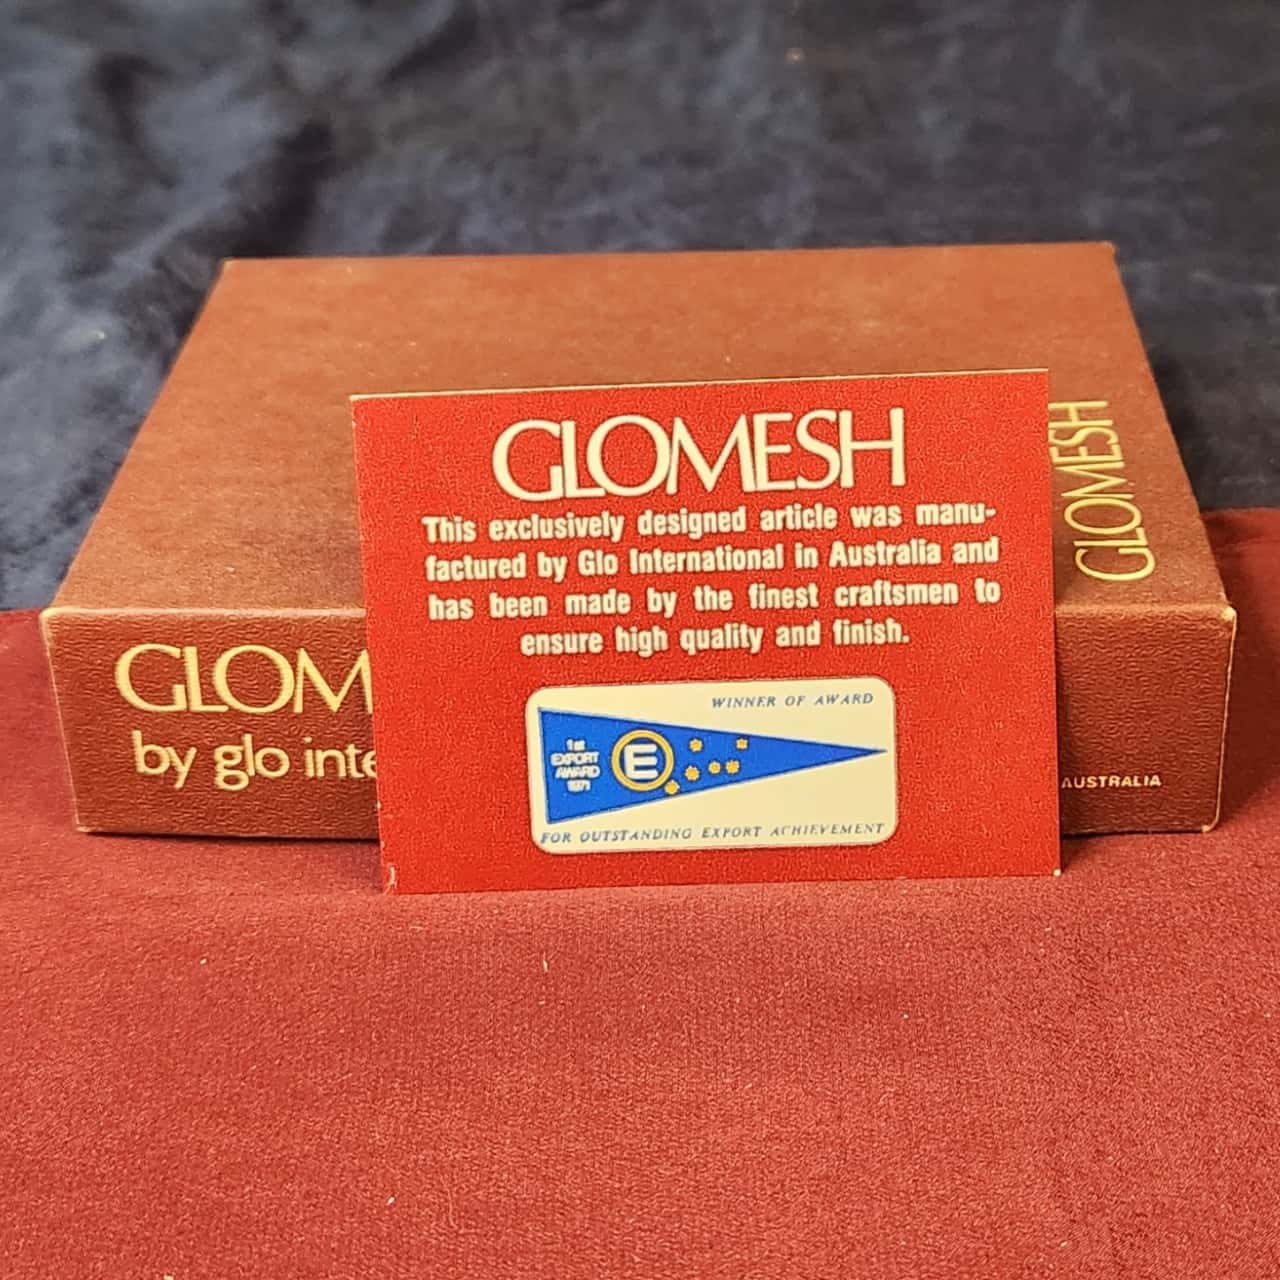 GLOMESH
This exclusively designed article was manu-
factured by Glo International in Australia and
has been made by the finest craftsmen to
ensure high quality and finish.
WINNER OF AWARD
1st
EXPORT
AWARD
1971
E
FOR OUTSTANDING EXPORT ACHIEVEMENT
GLOMESH
GLOM
by glo inte
AUSTRALIA